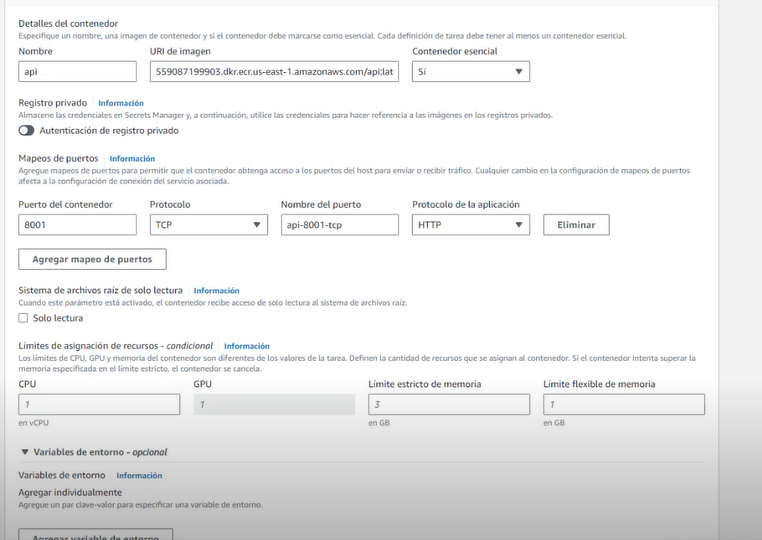 Detalles del contenedor
Especifique un nombre, una imagen de contenedor y si el contenedor debe marcarse como esencial. Cada definición de tarea debe tener al menos un contenedor esencial.
Nombre URI de imagen Contenedor esencial
api 559087199903.dkr.ecr.us-east-1.amazonaws.com/api:lat Sí
Registro privado Información
Almacene las credenciales en Secrets Manager y, a continuación, utilice las credenciales para hacer referencia a las imágenes en los registros privados.
Autenticación de registro privado
Mapeos de puertos Información
Agregue mapeos de puertos para permitir que el contenedor obtenga acceso a los puertos del host para enviar o recibir tráfico. Cualquier cambio en la configuración de mapeos de puertos
afecta a la configuración de conexión del servicio asociada.
Puerto del contenedor Protocolo Nombre del puerto Protocolo de la aplicación
8001 TCP api-8001-tcp HTTP Eliminar
Agregar mapeo de puertos
Sistema de archivos raíz de solo lectura Información
Cuando este parámetro está activado, el contenedor recibe acceso de solo lectura al sistema de archivos raíz.
Solo lectura
Límites de asignación de recursos - condicional Información
Los límites de CPU, GPU y memoria del contenedor son diferentes de los valores de la tarea. Definen la cantidad de recursos que se asignan al contenedor. Si el contenedor intenta superar la
memoria especificada en el límite estricto, el contenedor se cancela.
CPU GPU Límite estricto de memoria Límite flexible de memoria
1 1 3 1
en vCPU en GB en GB
Variables de entorno - opcional
Variables de entorno Información
Agregar individualmente
Agregue un par clave-valor para especificar una variable de entorno.
Agregar variable de entorno